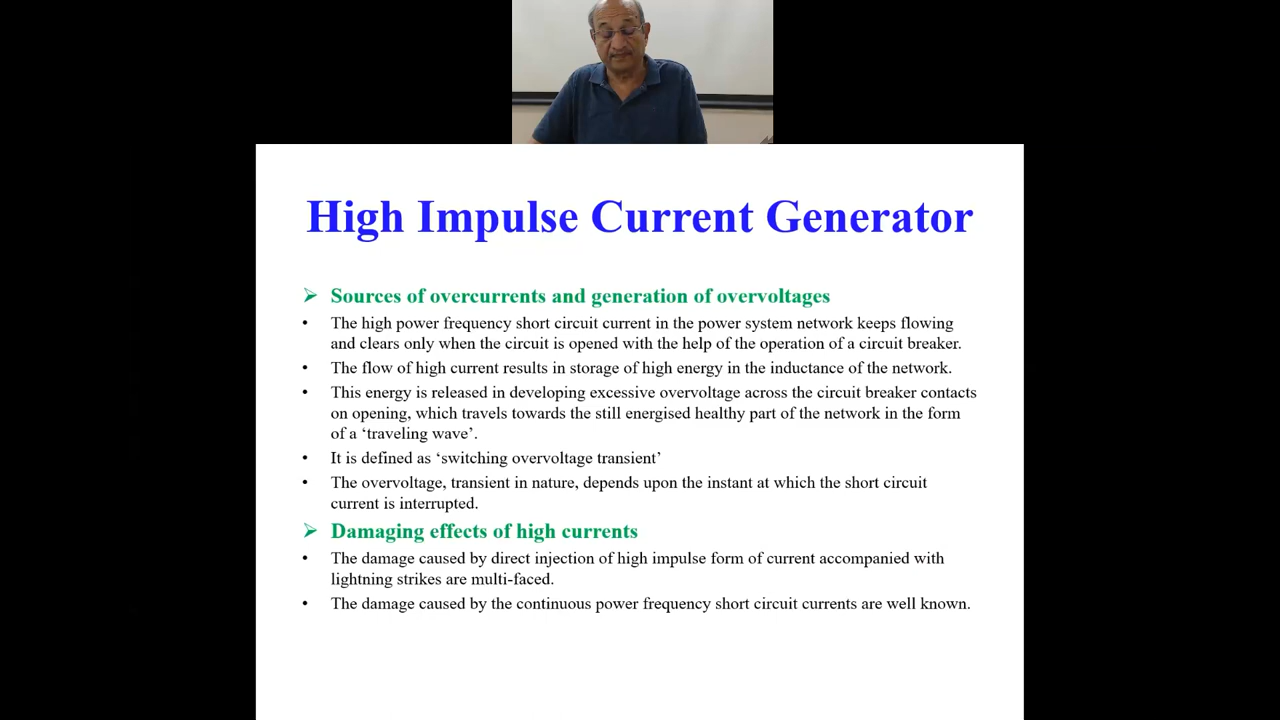 High Impulse Current Generator
➢ Sources of overcurrents and generation of overvoltages
• The high power frequency short circuit current in the power system network keeps flowing
and clears only when the circuit is opened with the help of the operation of a circuit breaker.
• The flow of high current results in storage of high energy in the inductance of the network.
• This energy is released in developing excessive overvoltage across the circuit breaker contacts
on opening, which travels towards the still energised healthy part of the network in the form
of a ‘traveling wave’.
• It is defined as ‘switching overvoltage transient’
• The overvoltage, transient in nature, depends upon the instant at which the short circuit
current is interrupted.
➢ Damaging effects of high currents
• The damage caused by direct injection of high impulse form of current accompanied with
lightning strikes are multi-faced.
• The damage caused by the continuous power frequency short circuit currents are well known.